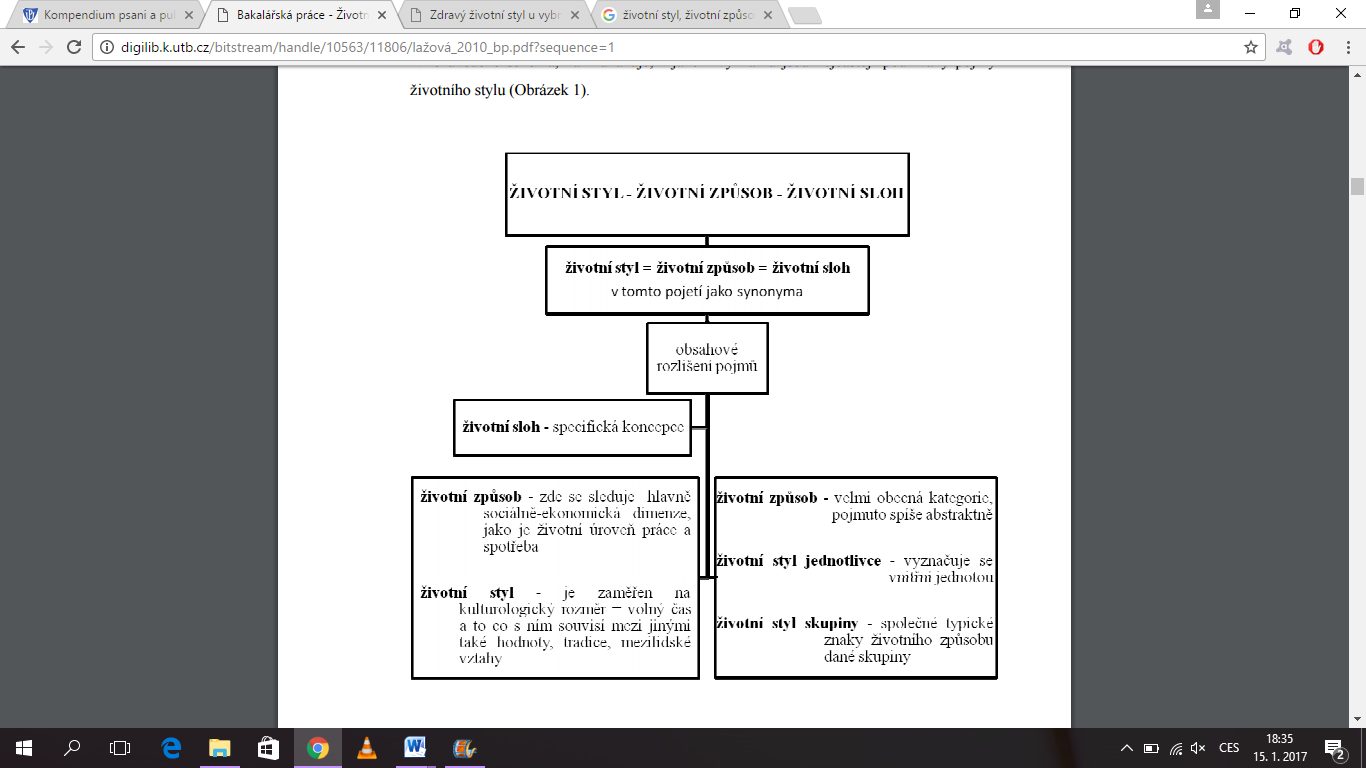 Kompendium psani a pul
Bakalářská práce - Životn
Zdravý životní styl u vybr
životní styl, životní způso
digilib.k.utb.cz/bitstream/handle/10563/11806/lažová_2010_bp.pdf?sequence=1
životního stylu (Obrázek 1).
ŽIVOTNÍ STYL - ŽIVOTNÍ ZPŮSOB - ŽIVOTNÍ SLOH
životní styl = životní způsob = životní sloh
v tomto pojetí jako synonyma
obsahové
rozlišení pojmů
životní sloh - specifická koncepce
životní způsob - zde se sleduje hlavně
sociálně-ekonomická dimenze,
jako je životní úroveň práce a
spotřeba
životní styl - je zaměřen na
kulturologický rozměr – volný čas
a to co s ním souvisí mezi jinými
také hodnoty, tradice, mezilidské
vztahy
životní způsob - velmi obecná kategorie,
pojmuto spíše abstraktně
životní styl jednotlivce - vyznačuje se
vnitřní jednotou
životní styl skupiny - společné typické
znaky životního způsobu
dané skupiny
CES
18:35
15. 1. 2017
2